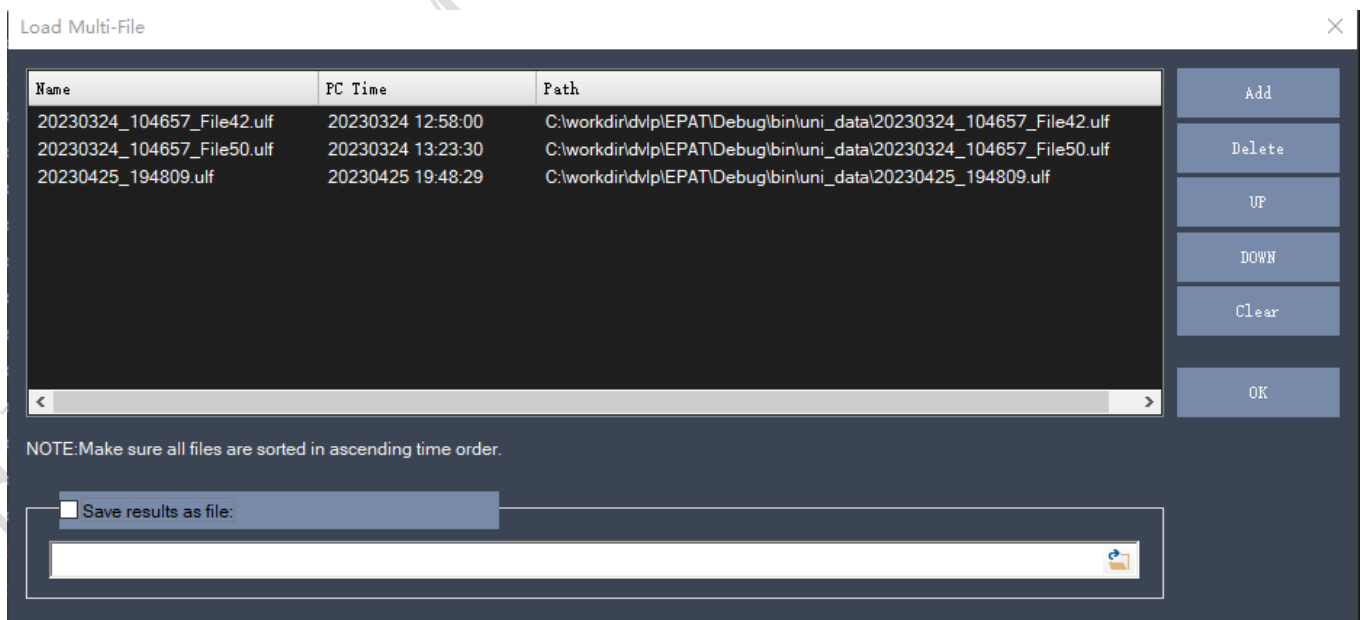 Load Multi-File
Name PC Time Path Add
20230324_104657_File42.ulf 20230324 12:58:00 C:\workdir\dvlp\EPAT\Debug\bin\uni_data\20230324_104657_File42.ulf
20230324_104657_File50.ulf 20230324 13:23:30 C:\workdir\dvlp\EPAT\Debug\bin\uni_data\20230324_104657_File50.ulf Delete
20230425_194809.ulf 20230425 19:48:29 C:\workdir\dvlp\EPAT\Debug\bin\uni_data\20230425_194809.ulf
UP
DOWN
Clear
OK
NOTE:Make sure all files are sorted in ascending time order.
Save results as file: